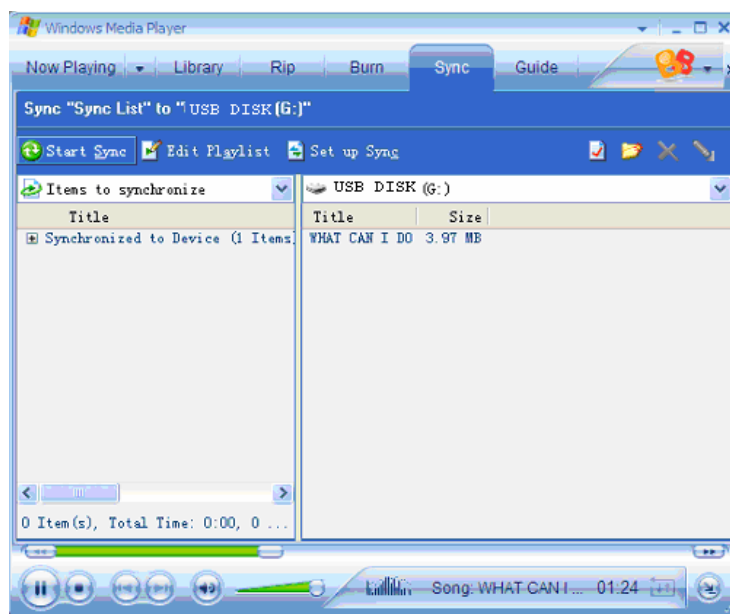 Windows Media Player
Now Playing Library Rip Burn Sync Guide
Sync "Sync List" to "USB DISK (G:)"
Start Sync Edit Playlist Set up Sync
Items to synchronize
USB DISK (G:)
Title
Title Size
Synchronized to Device (1 Items)
WHAT CAN I DO 3.97 MB
0 Item(s), Total Time: 0:00, 0 ...
Song: WHAT CAN I ... 01:24